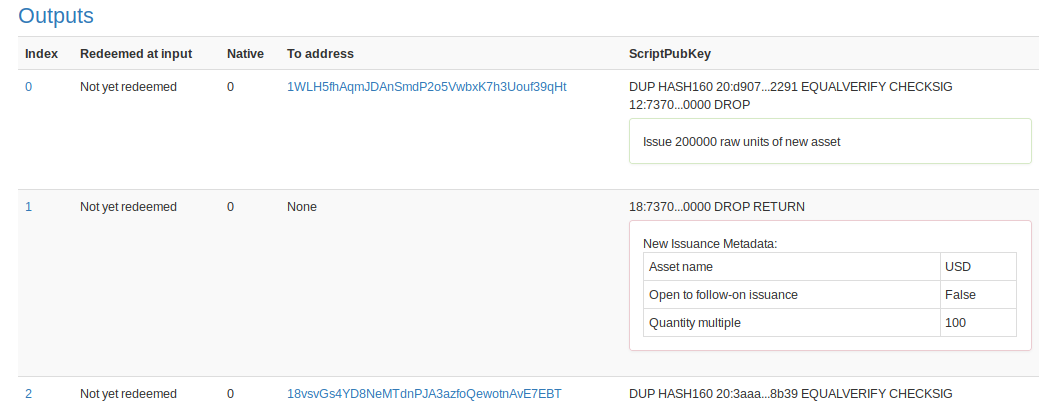 Outputs
Index Redeemed at input Native To address ScriptPubKey
0 Not yet redeemed 0 1WLH5fhAqmJDAnSmdP2o5VwbxK7h3Uouf39qHt DUP HASH160 20:d907...2291 EQUALVERIFY CHECKSIG
12:7370...0000 DROP
Issue 200000 raw units of new asset
1 Not yet redeemed 0 None 18:7370...0000 DROP RETURN
New Issuance Metadata:
Asset name USD
Open to follow-on issuance False
Quantity multiple 100
2 Not yet redeemed 0 18vsvGs4YD8NeMTdnPJA3azfoQewotnAvE7EBT DUP HASH160 20:3aaa...8b39 EQUALVERIFY CHECKSIG